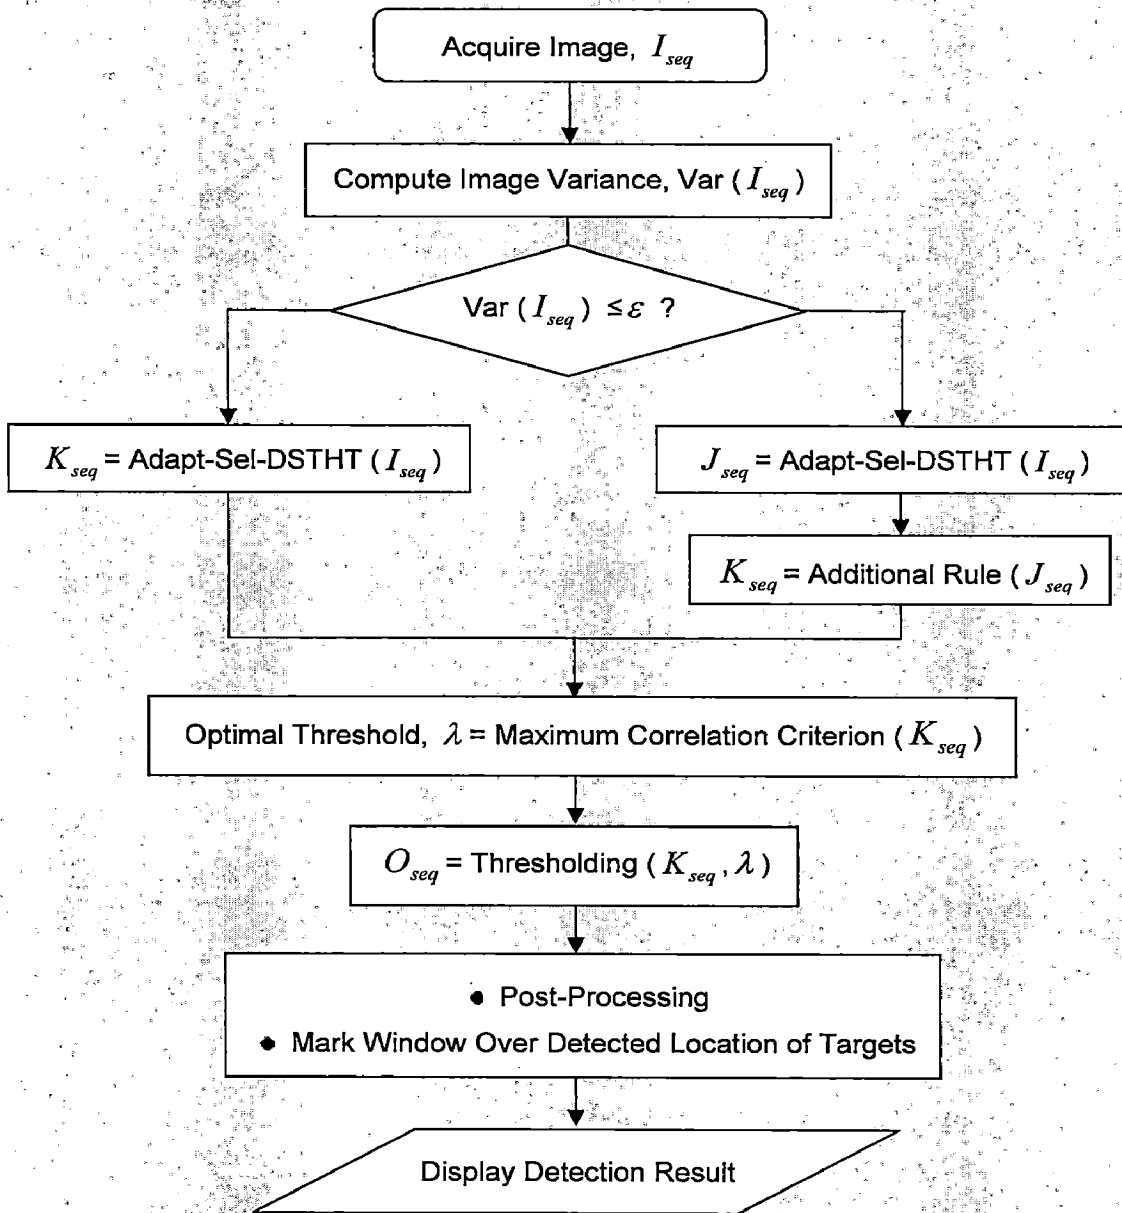 Acquire Image, I_seq
Compute Image Variance, Var ( I_seq )
Var ( I_seq ) ≤ ε ?
K_seq = Adapt-Sel-DSTHT ( I_seq )
J_seq = Adapt-Sel-DSTHT ( I_seq )
K_seq = Additional Rule ( J_seq )
Optimal Threshold, λ = Maximum Correlation Criterion ( K_seq )
O_seq = Thresholding ( K_seq , λ )
● Post-Processing
● Mark Window Over Detected Location of Targets
Display Detection Result